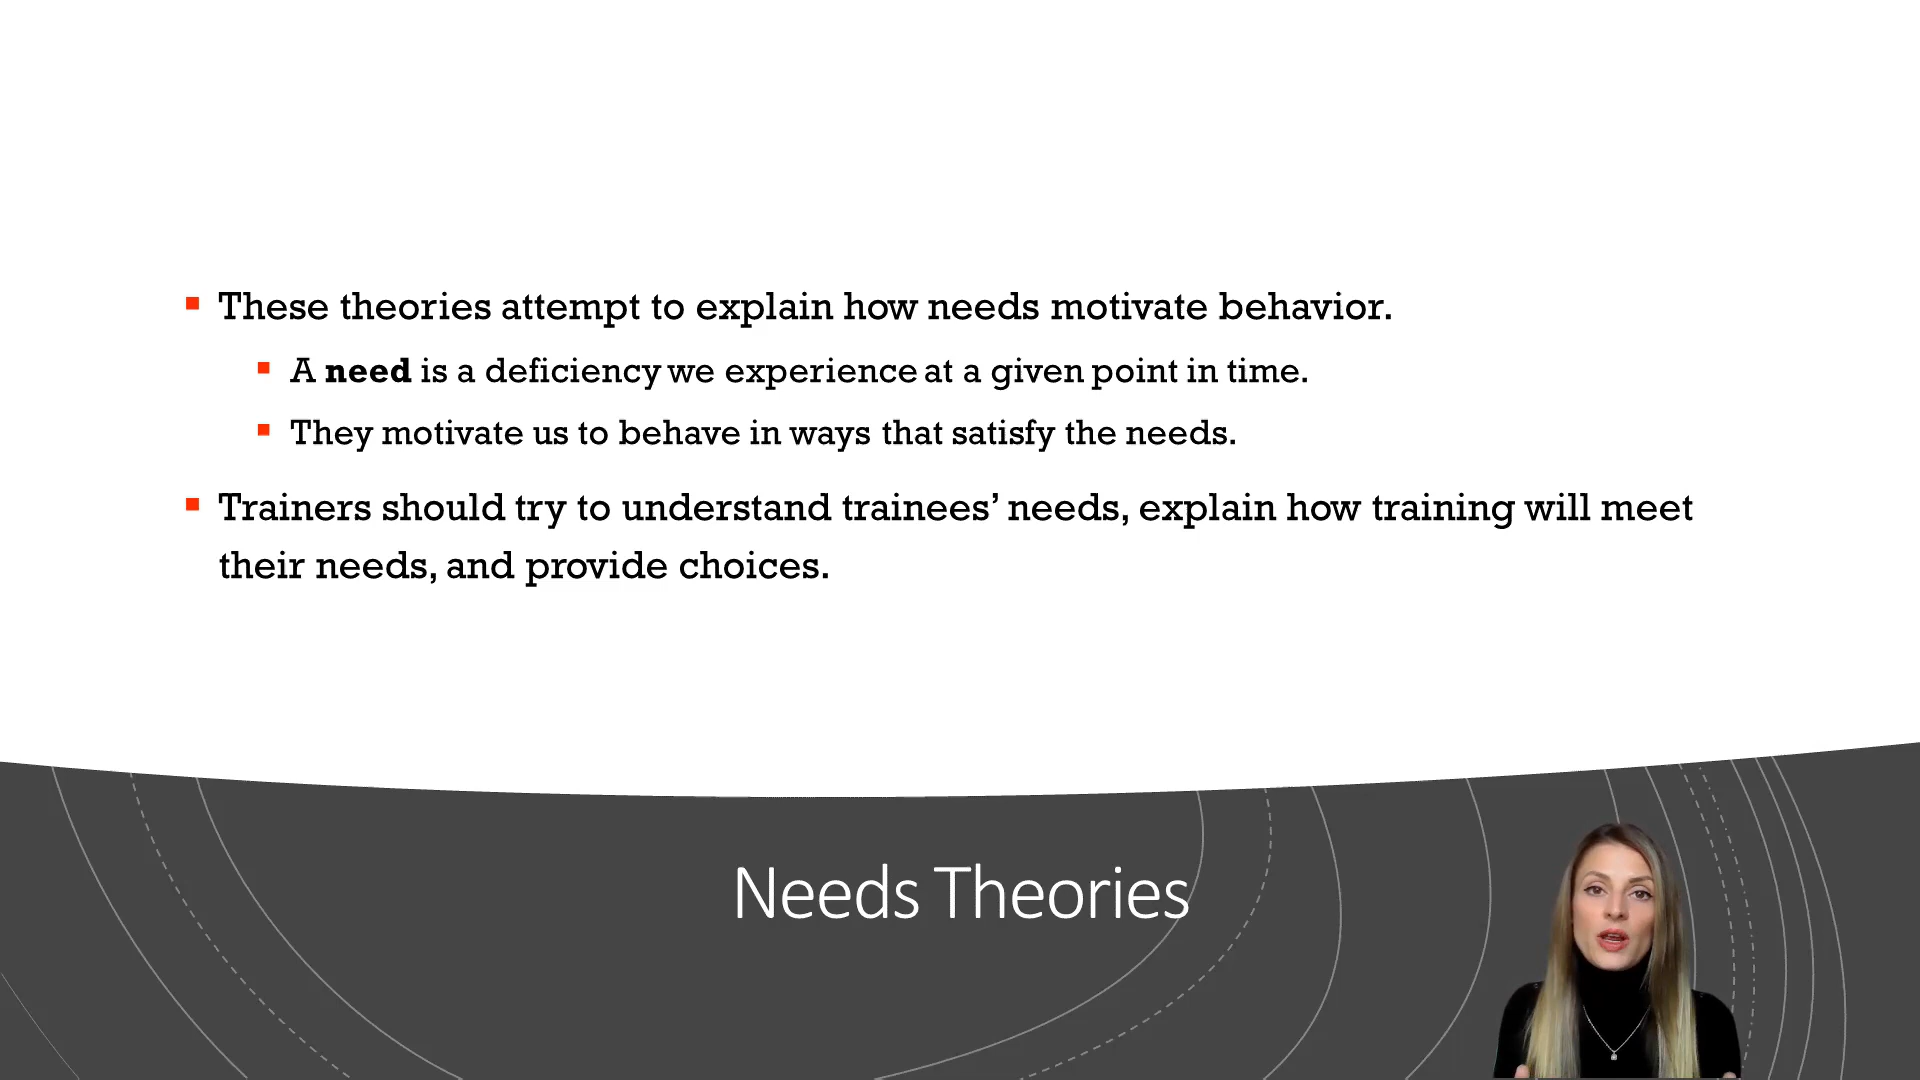 These theories attempt to explain how needs motivate behavior.
A need is a deficiency we experience at a given point in time.
They motivate us to behave in ways that satisfy the needs.
Trainers should try to understand trainees’ needs, explain how training will meet
their needs, and provide choices.
Needs Theories